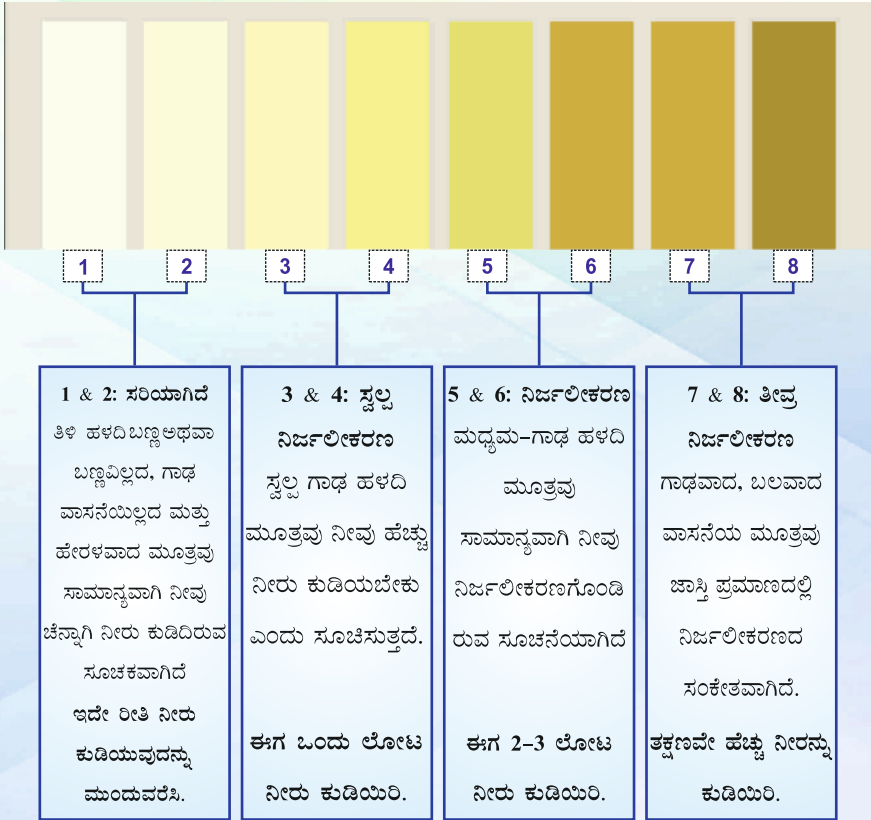 1 2 3 4 5 6 7 8
1 & 2: ಸರಿಯಾಗಿದೆ
ತಿಳಿ ಹಳದಿಬಣ್ಣಅಥವಾ
ಬಣ್ಣವಿಲ್ಲದ, ಗಾಢ
ವಾಸನೆಯಿಲ್ಲದ ಮತ್ತು
ಹೇರಳವಾದ ಮೂತ್ರವು
ಸಾಮಾನ್ಯವಾಗಿ ನೀವು
ಚೆನ್ನಾಗಿ ನೀರು ಕುಡಿದಿರುವ
ಸೂಚಕವಾಗಿದೆ
ಇದೇ ರೀತಿ ನೀರು
ಕುಡಿಯುವುದನ್ನು
ಮುಂದುವರೆಸಿ.
3 & 4: ಸ್ವಲ್ಪ
ನಿರ್ಜಲೀಕರಣ
ಸ್ವಲ್ಪ ಗಾಢ ಹಳದಿ
ಮೂತ್ರವು ನೀವು ಹೆಚ್ಚು
ನೀರು ಕುಡಿಯಬೇಕು
ಎಂದು ಸೂಚಿಸುತ್ತದೆ.
ಈಗ ಒಂದು ಲೋಟ
ನೀರು ಕುಡಿಯಿರಿ.
5 & 6: ನಿರ್ಜಲೀಕರಣ
ಮಧ್ಯಮ-ಗಾಢ ಹಳದಿ
ಮೂತ್ರವು
ಸಾಮಾನ್ಯವಾಗಿ ನೀವು
ನಿರ್ಜಲೀಕರಣಗೊಂಡಿ
ರುವ ಸೂಚನೆಯಾಗಿದೆ
ಈಗ 2-3 ಲೋಟ
ನೀರು ಕುಡಿಯಿರಿ.
7 & 8: ತೀವ್ರ
ನಿರ್ಜಲೀಕರಣ
ಗಾಢವಾದ, ಬಲವಾದ
ವಾಸನೆಯ ಮೂತ್ರವು
ಜಾಸ್ತಿ ಪ್ರಮಾಣದಲ್ಲಿ
ನಿರ್ಜಲೀಕರಣದ
ಸಂಕೇತವಾಗಿದೆ.
ತಕ್ಷಣವೇ ಹೆಚ್ಚು ನೀರನ್ನು
ಕುಡಿಯಿರಿ.